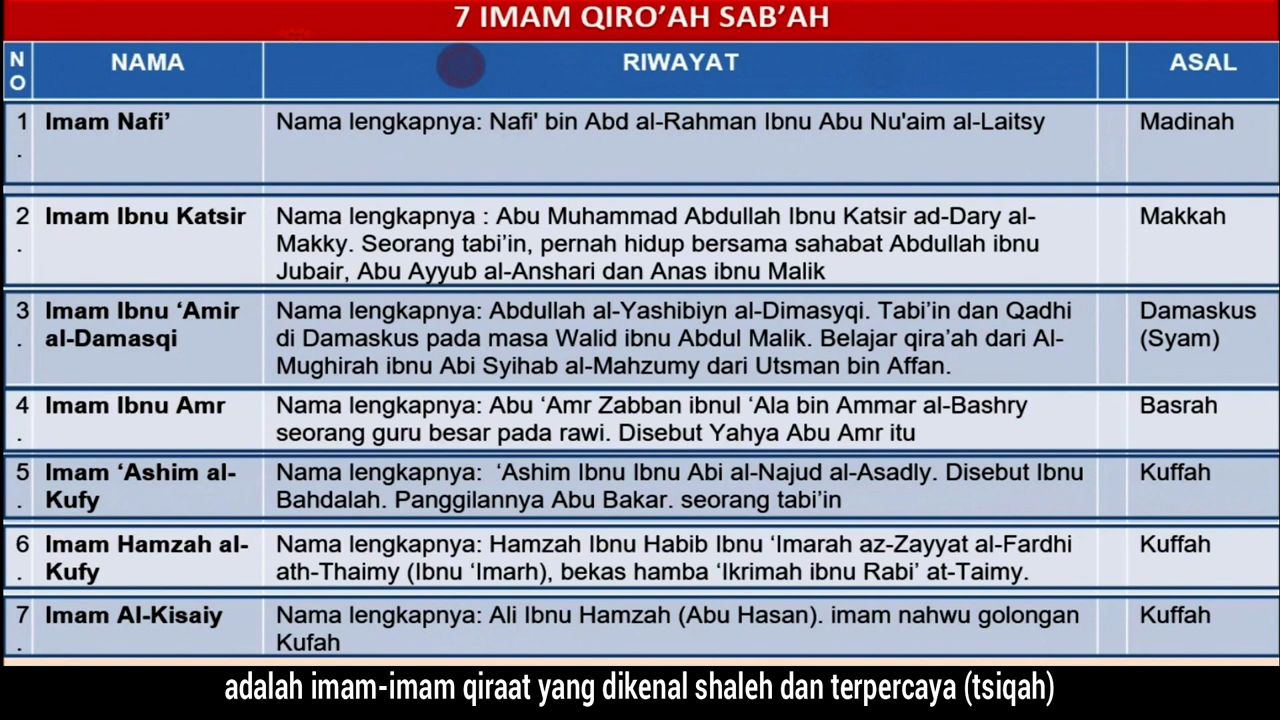 7 IMAM QIRO’AH SAB’AH
NO NAMA RIWAYAT ASAL
1. Imam Nafi’ Nama lengkapnya: Nafi' bin Abd al-Rahman Ibnu Abu Nu'aim al-Laitsy Madinah
2. Imam Ibnu Katsir Nama lengkapnya : Abu Muhammad Abdullah Ibnu Katsir ad-Dary al- Makkah
Makky. Seorang tabi’in, pernah hidup bersama sahabat Abdullah ibnu
Jubair, Abu Ayyub al-Anshari dan Anas ibnu Malik
3. Imam Ibnu ‘Amir Nama lengkapnya: Abdullah al-Yashibiyn al-Dimasyqi. Tabi’in dan Qadhi Damaskus
al-Damasqi di Damaskus pada masa Walid ibnu Abdul Malik. Belajar qira’ah dari Al- (Syam)
Mughirah ibnu Abi Syihab al-Mahzumy dari Utsman bin Affan.
4. Imam Ibnu Amr Nama lengkapnya: Abu ‘Amr Zabban ibnul ‘Ala bin Ammar al-Bashry Basrah
seorang guru besar pada rawi. Disebut Yahya Abu Amr itu
5. Imam ‘Ashim al- Nama lengkapnya: ‘Ashim Ibnu Ibnu Abi al-Najud al-Asadly. Disebut Ibnu Kuffah
Kufy Bahdalah. Panggilannya Abu Bakar. seorang tabi’in
6. Imam Hamzah al- Nama lengkapnya: Hamzah Ibnu Habib Ibnu ‘Imarah az-Zayyat al-Fardhi Kuffah
Kufy ath-Thaimy (Ibnu ‘Imarh), bekas hamba ‘Ikrimah ibnu Rabi’ at-Taimy.
7. Imam Al-Kisaiy Nama lengkapnya: Ali Ibnu Hamzah (Abu Hasan). imam nahwu golongan Kuffah
Kufah
adalah imam-imam qiraat yang dikenal shaleh dan terpercaya (tsiqah)